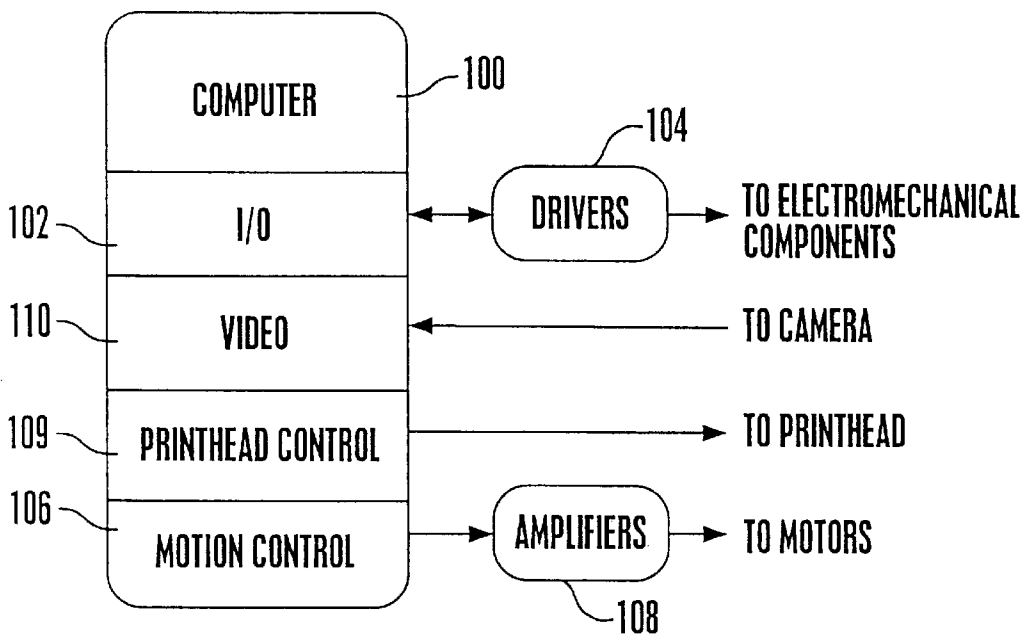 COMPUTER
100
104
102
I/O
DRIVERS
TO ELECTROMECHANICAL
COMPONENTS
110
VIDEO
TO CAMERA
109
PRINTHEAD CONTROL
TO PRINTHEAD
106
MOTION CONTROL
AMPLIFIERS
TO MOTORS
108